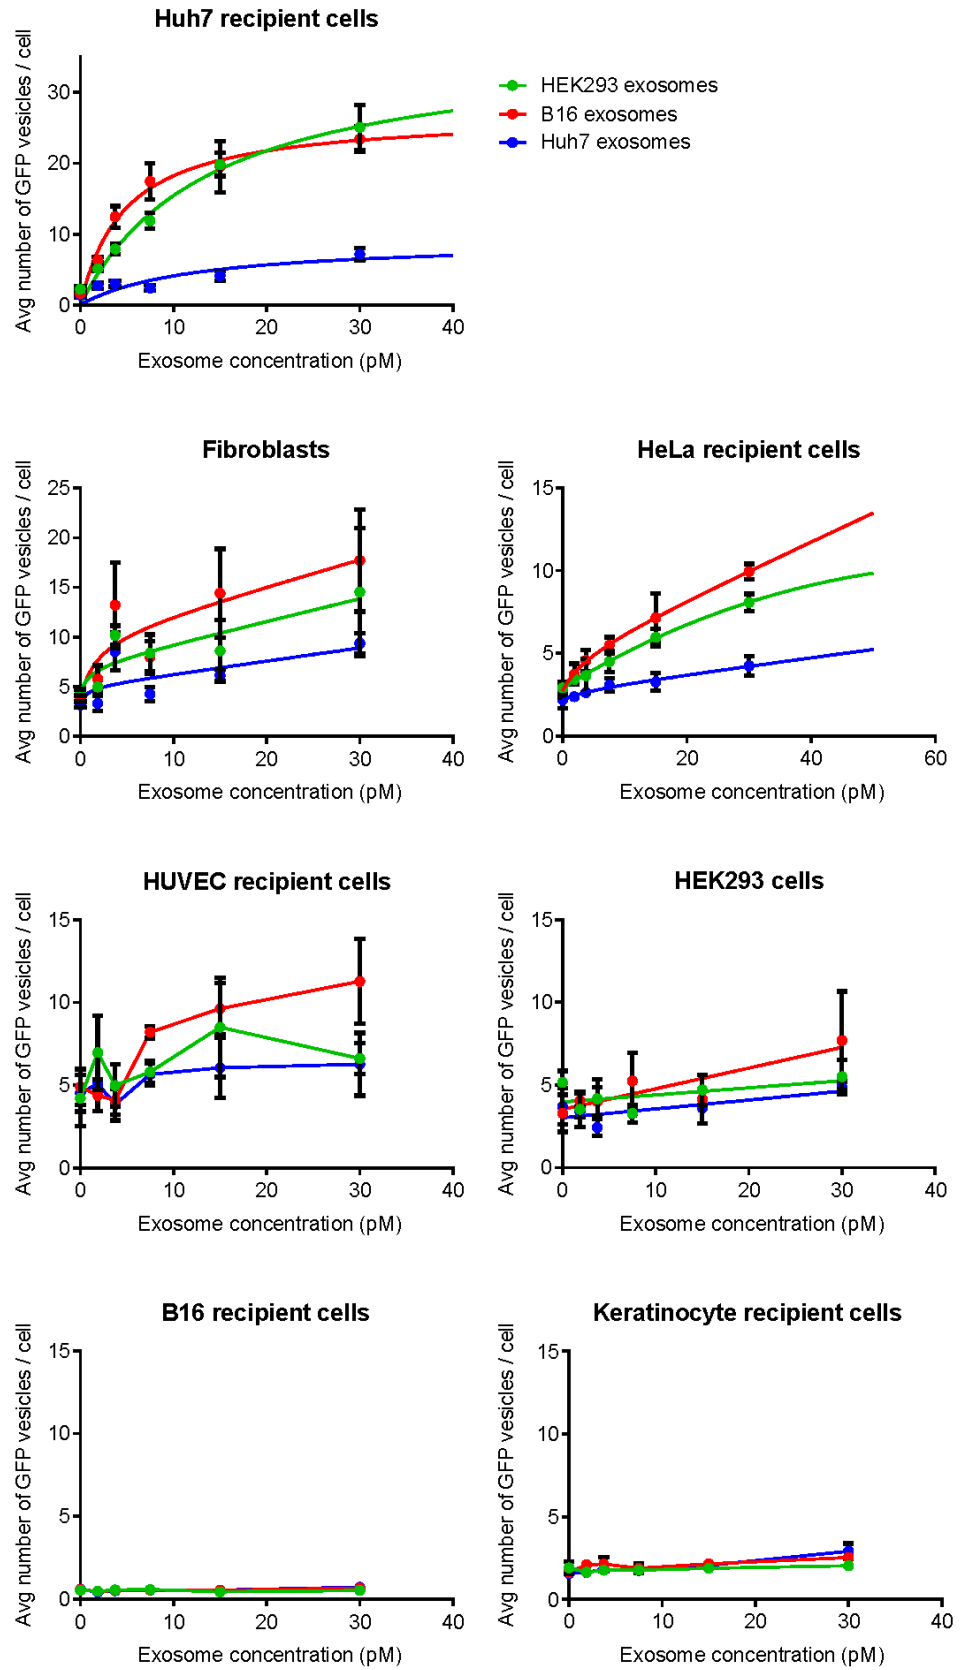 Huh7 recipient cells
Avg number of GFP vesicles / cell
30
20
10
0
0 10 20 30 40
Exosome concentration (pM)
HEK293 exosomes
B16 exosomes
Huh7 exosomes
Fibroblasts
Avg number of GFP vesicles / cell
25
20
15
10
5
0
0 10 20 30 40
Exosome concentration (pM)
HeLa recipient cells
Avg number of GFP vesicles / cell
15
10
5
0
0 20 40 60
Exosome concentration (pM)
HUVEC recipient cells
Avg number of GFP vesicles / cell
15
10
5
0
0 10 20 30 40
Exosome concentration (pM)
HEK293 cells
Avg number of GFP vesicles / cell
15
10
5
0
0 10 20 30 40
Exosome concentration (pM)
B16 recipient cells
Avg number of GFP vesicles / cell
15
10
5
0
0 10 20 30 40
Exosome concentration (pM)
Keratinocyte recipient cells
Avg number of GFP vesicles / cell
15
10
5
0
0 10 20 30 40
Exosome concentration (pM)